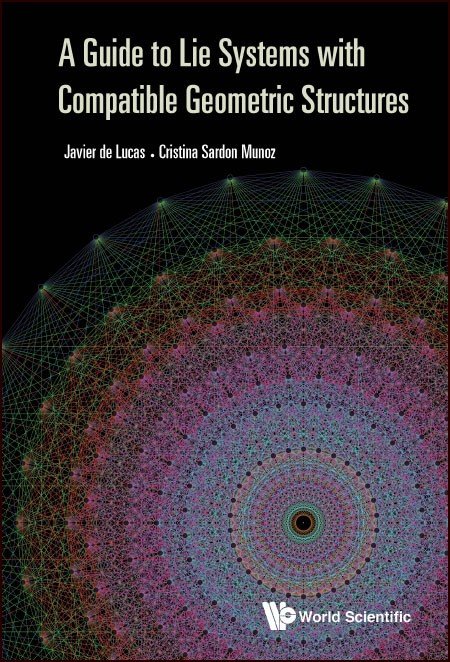 A Guide to Lie Systems with
Compatible Geometric Structures
Javier de Lucas • Cristina Sardon Munoz
World Scientific